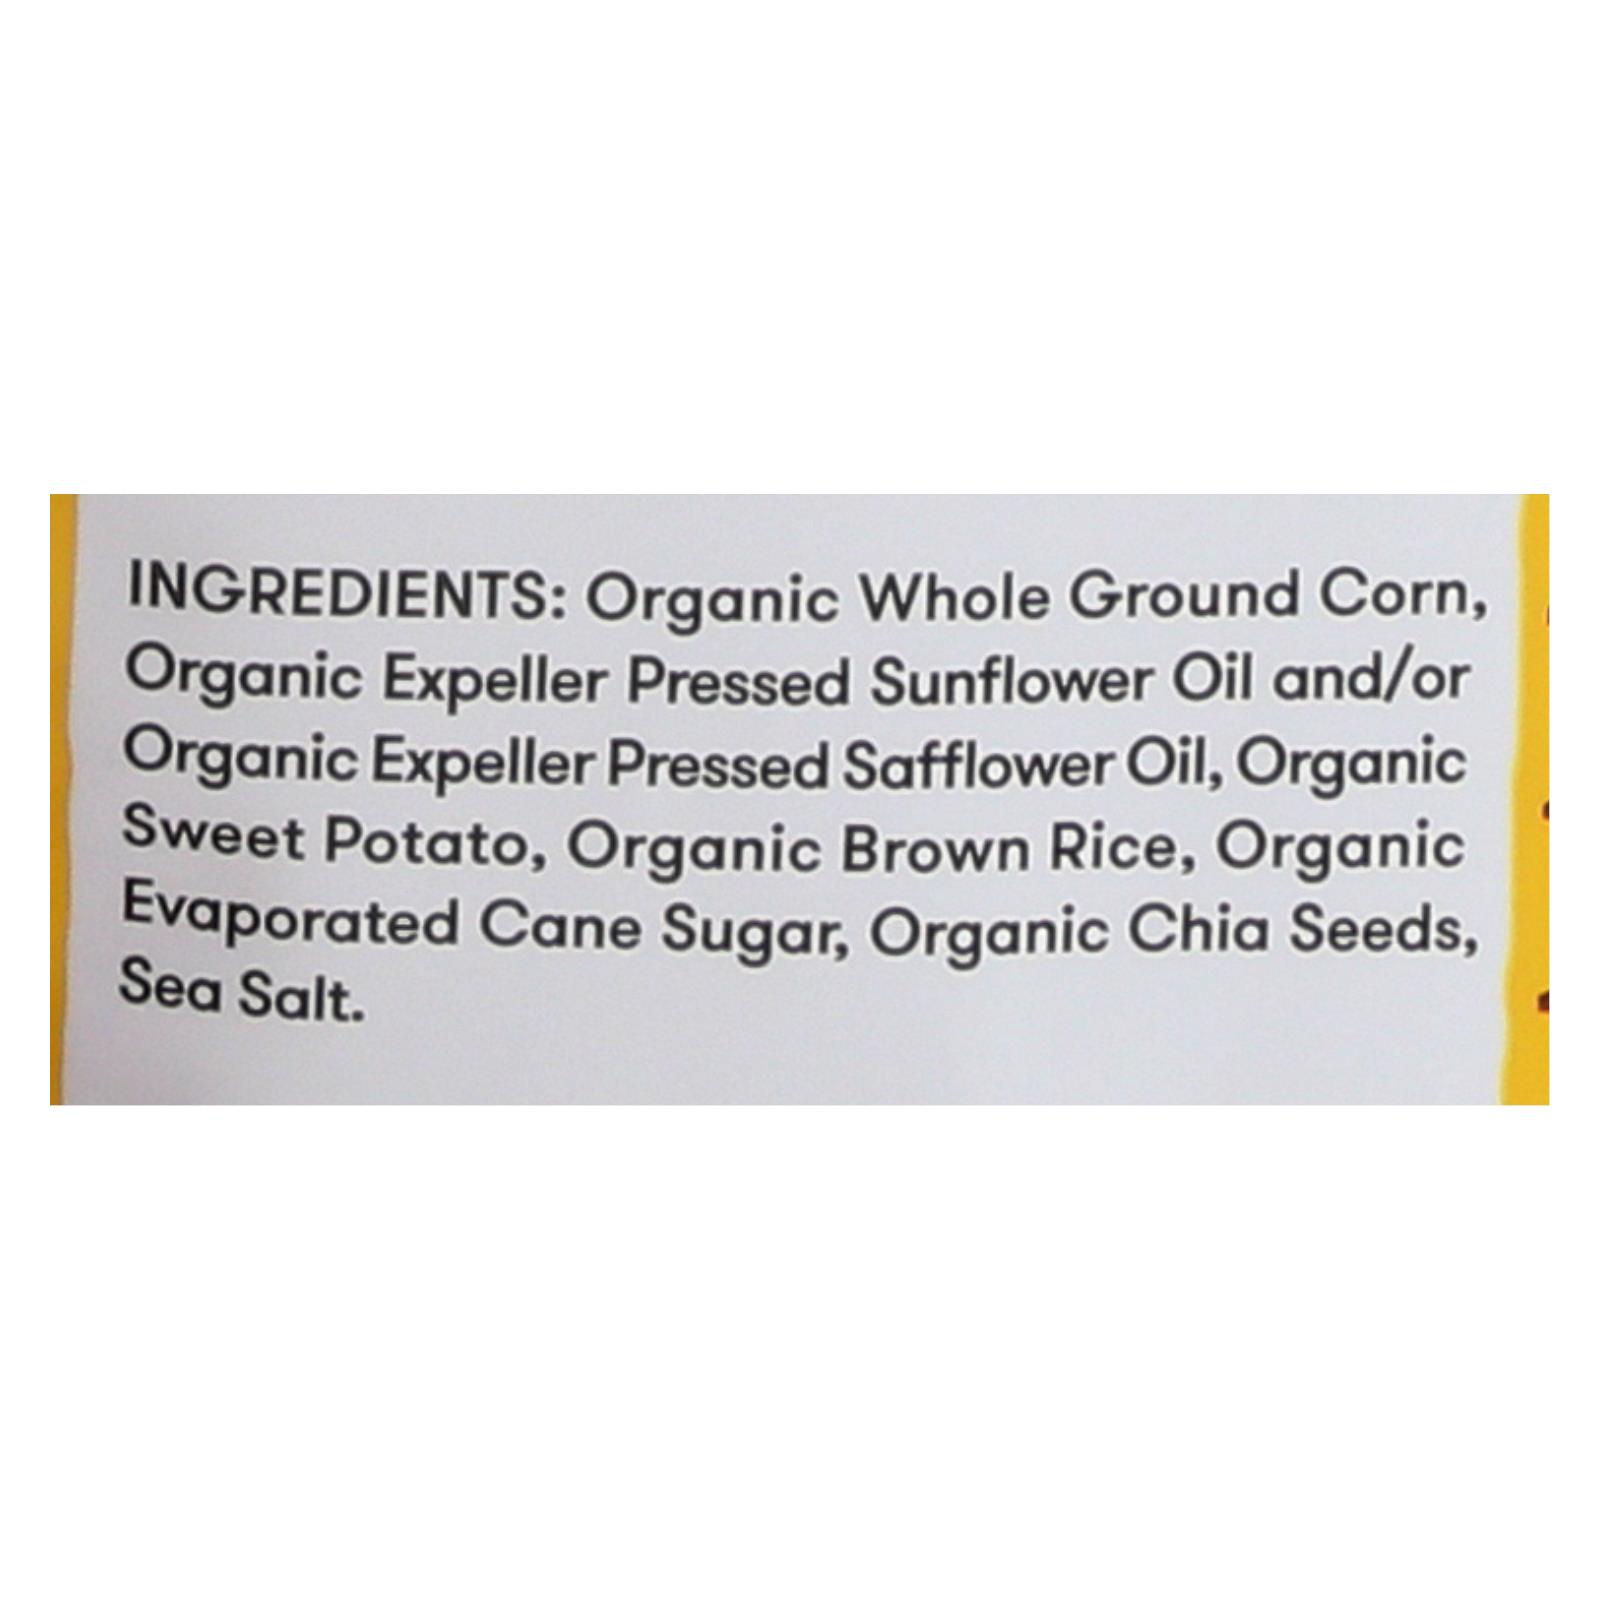 INGREDIENTS: Organic Whole Ground Corn,
Organic Expeller Pressed Sunflower Oil and/or
Organic Expeller Pressed Safflower Oil, Organic
Sweet Potato, Organic Brown Rice, Organic
Evaporated Cane Sugar, Organic Chia Seeds,
Sea Salt.